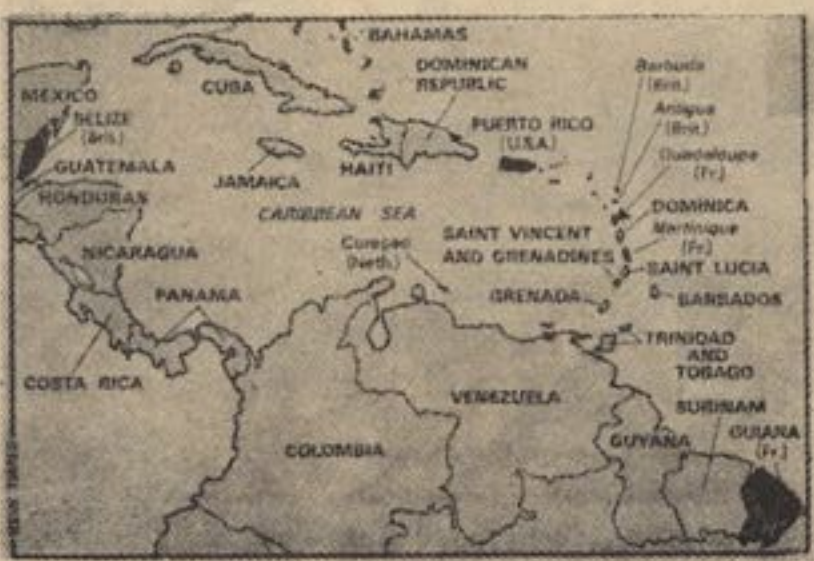 BAHAMAS
CUBA
DOMINICAN
REPUBLIC
Barbuda
(Brit.)
MEXICO
BELIZE
(Brit.)
Antigua
(Brit.)
PUERTO RICO
(U.S.A.)
Guadeloupe
(Fr.)
GUATEMALA
JAMAICA
HAITI
HONDURAS
DOMINICA
CARIBBEAN SEA
Martinique
(Fr.)
NICARAGUA
Curaçao
(Neth.)
SAINT VINCENT
AND GRENADINES
SAINT LUCIA
PANAMA
GRENADA
BARBADOS
COSTA RICA
TRINIDAD
AND
TOBAGO
VENEZUELA
SURINAM
COLOMBIA
GUYANA
GUIANA
(Fr.)